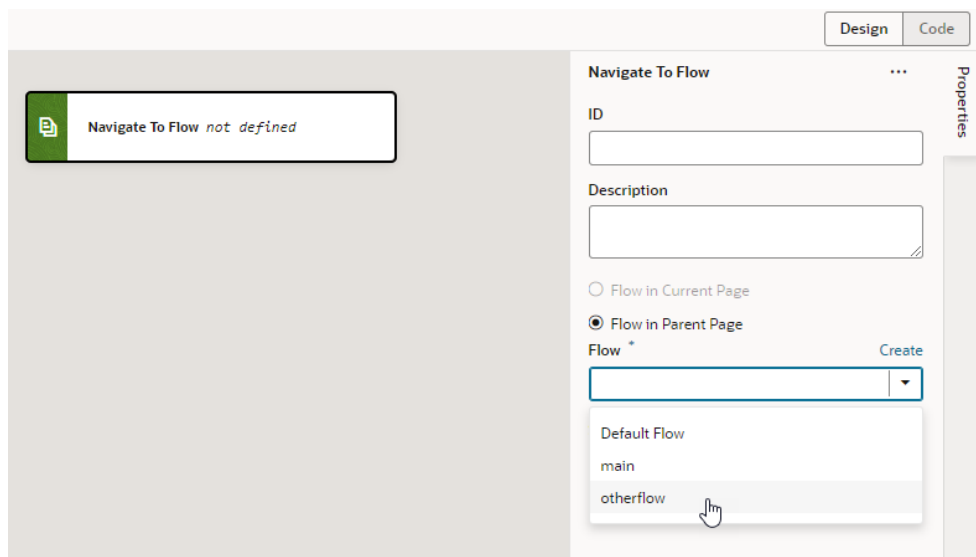 Design Code
Navigate To Flow ...
Properties
Navigate To Flow not defined
ID
Description
Flow in Current Page
Flow in Parent Page
Flow * Create
Default Flow
main
otherflow